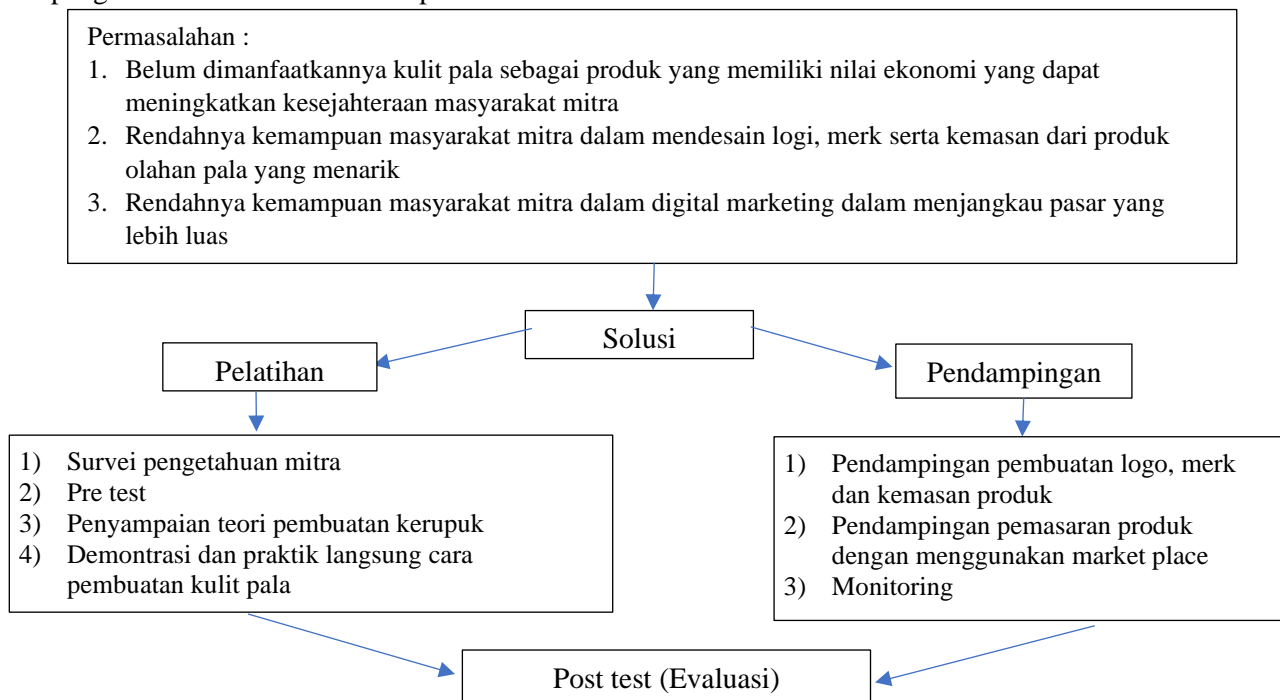 Permasalahan :
1. Belum dimanfaatkannya kulit pala sebagai produk yang memiliki nilai ekonomi yang dapat
meningkatkan kesejahteraan masyarakat mitra
2. Rendahnya kemampuan masyarakat mitra dalam mendesain logi, merk serta kemasan dari produk
olahan pala yang menarik
3. Rendahnya kemampuan masyarakat mitra dalam digital marketing dalam menjangkau pasar yang
lebih luas
Solusi
Pelatihan
Pendampingan
1) Survei pengetahuan mitra
2) Pre test
3) Penyampaian teori pembuatan kerupuk
4) Demontrasi dan praktik langsung cara
pembuatan kulit pala
1) Pendampingan pembuatan logo, merk
dan kemasan produk
2) Pendampingan pemasaran produk
dengan menggunakan market place
3) Monitoring
Post test (Evaluasi)